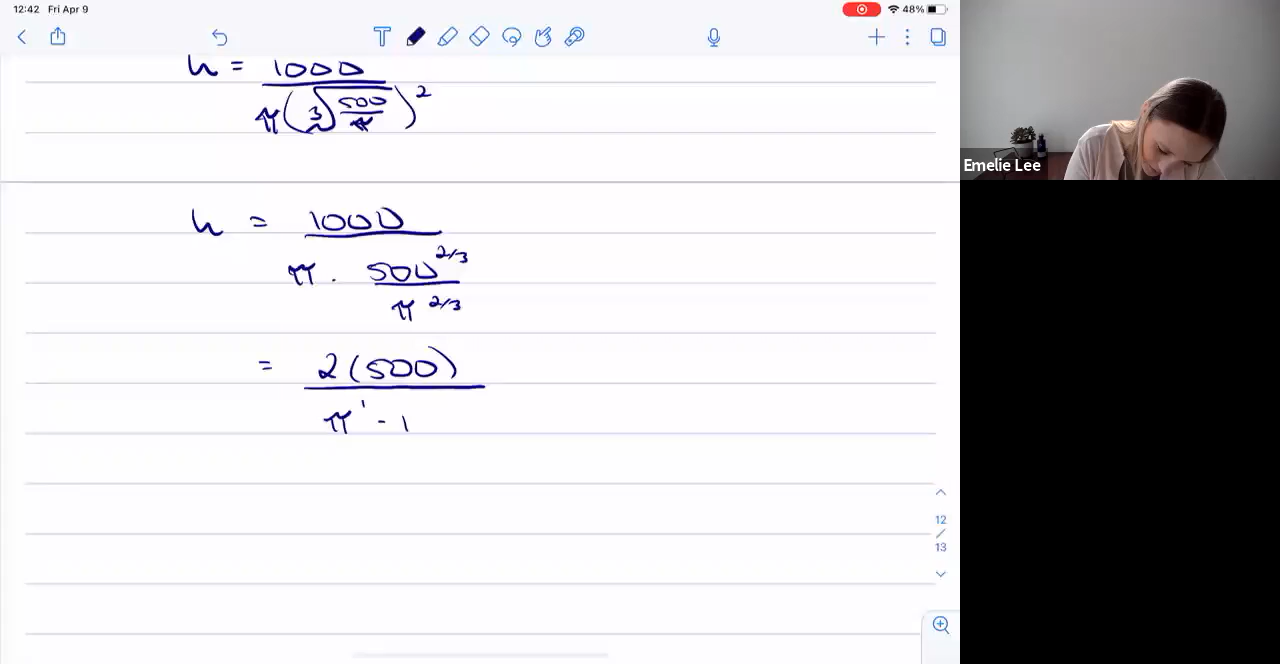 12:42 Fri Apr 9 48%
T
h = 1000 / π(∛(500/π))²
Emelie Lee
h = 1000 / (π · 500^2/3 / π^2/3)
= 2(500) / π' - 1
12
13